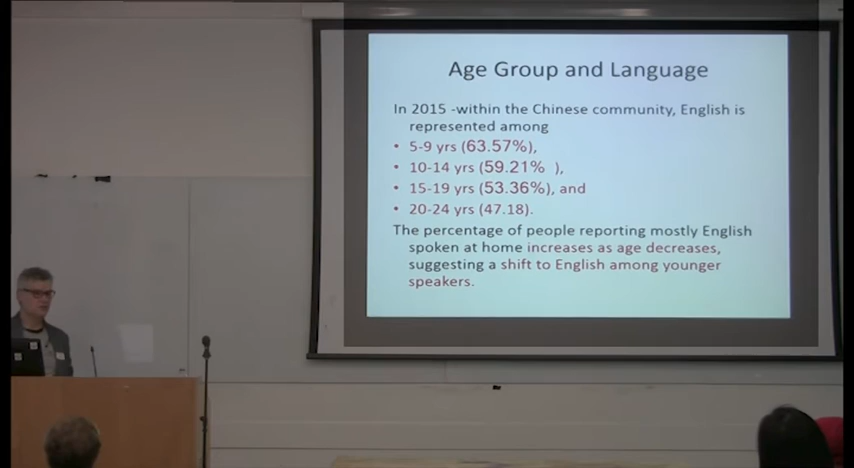 Age Group and Language
In 2015 -within the Chinese community, English is
represented among
• 5-9 yrs (63.57%),
• 10-14 yrs (59.21% ),
• 15-19 yrs (53.36%), and
• 20-24 yrs (47.18).
The percentage of people reporting mostly English
spoken at home increases as age decreases,
suggesting a shift to English among younger
speakers.